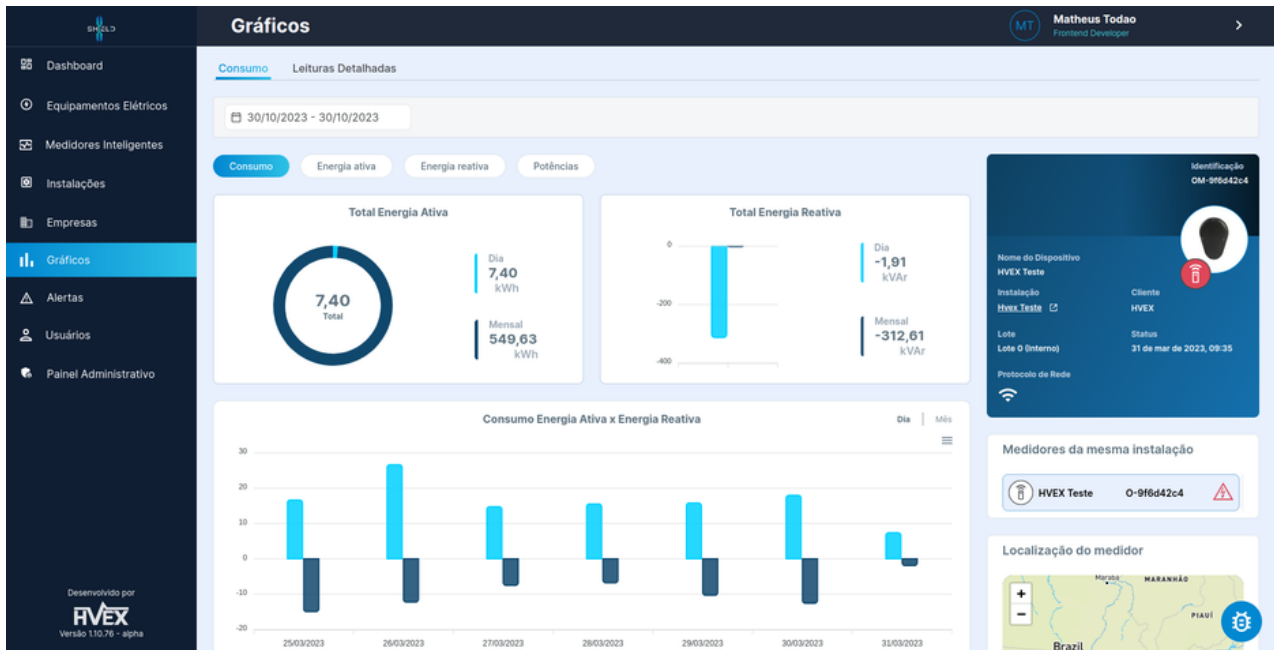 SHIELD
Gráficos
MT
Matheus Todao
Frontend Developer
Dashboard
Equipamentos Elétricos
Medidores Inteligentes
Instalações
Empresas
Gráficos
Alertas
Usuários
Painel Administrativo
Desenvolvido por
HVEX
Versão 1.10.76 - alpha
Consumo
Leituras Detalhadas
30/10/2023 - 30/10/2023
Consumo
Energia ativa
Energia reativa
Potências
Total Energia Ativa
7,40
Total
Dia
7,40
kWh
Mensal
549,63
kWh
Total Energia Reativa
0
-200
-400
Dia
-1,91
kVAr
Mensal
-312,61
kVAr
Consumo Energia Ativa x Energia Reativa
Dia
Mês
30
20
10
0
-10
-20
25/03/2023
26/03/2023
27/03/2023
28/03/2023
29/03/2023
30/03/2023
31/03/2023
Identificação
OM-9f6d42c4
Nome do Dispositivo
HVEX Teste
Instalação
Cliente
Hvex Teste
HVEX
Lote
Status
Lote 0 (Interno)
31 de mar de 2023, 09:35
Protocolo de Rede
Medidores da mesma instalação
HVEX Teste
O-9f6d42c4
Localização do medidor
+
−
Marabá
MARANHÃO
PIAUÍ
Brazil